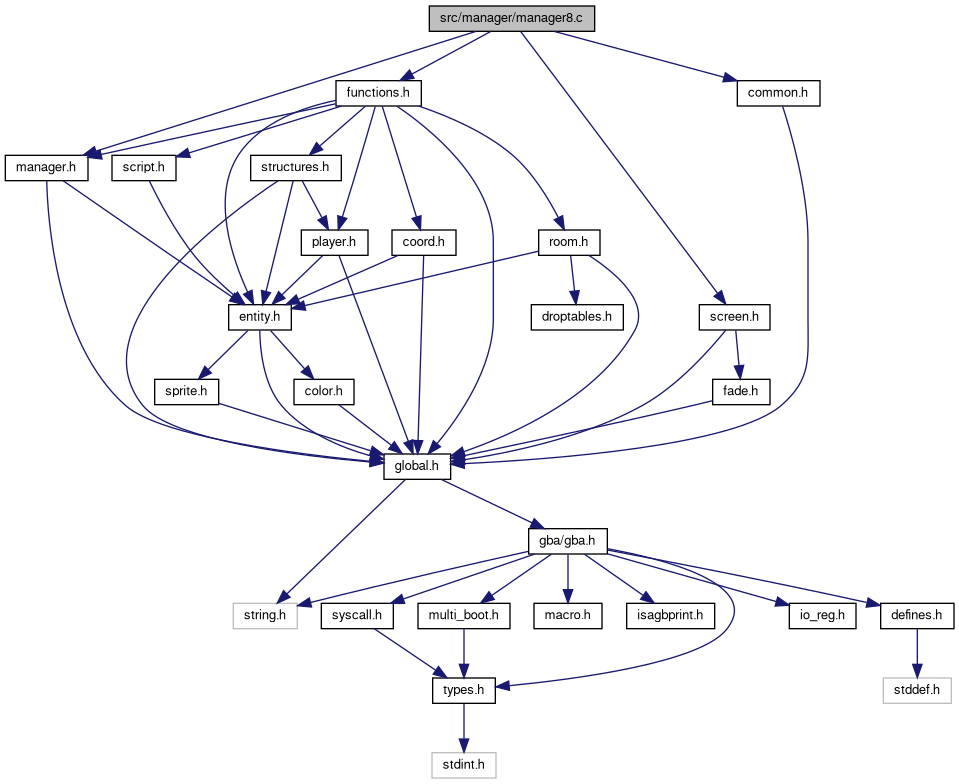 src/manager/manager8.c
functions.h
common.h
manager.h
script.h
structures.h
player.h
coord.h
room.h
entity.h
droptables.h
screen.h
sprite.h
color.h
fade.h
global.h
gba/gba.h
string.h
syscall.h
multi_boot.h
macro.h
isagbprint.h
io_reg.h
defines.h
types.h
stddef.h
stdint.h